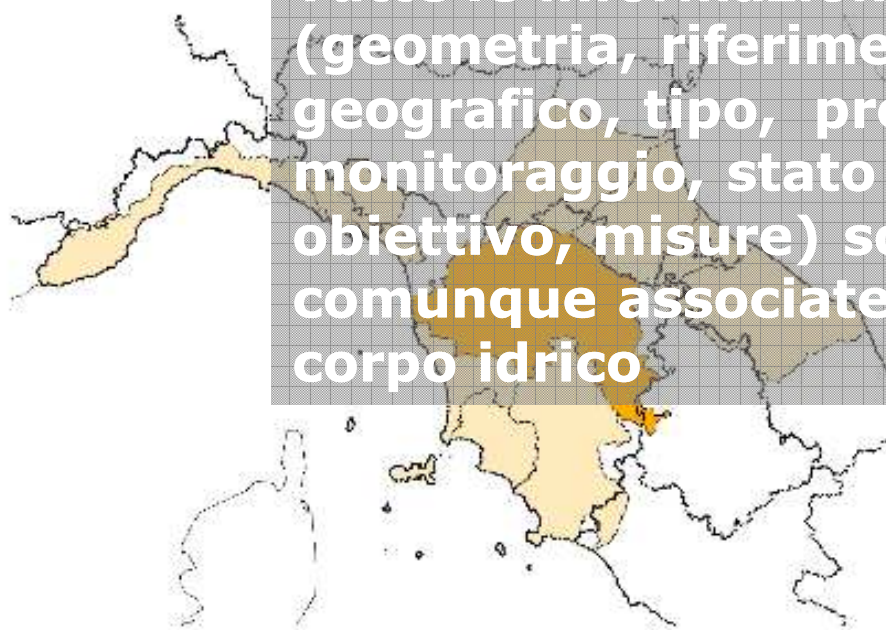 (geometria, riferime
geografico, tipo, pr
monitoraggio, stato
obiettivo, misure) s
comunque associate
corpo idrico